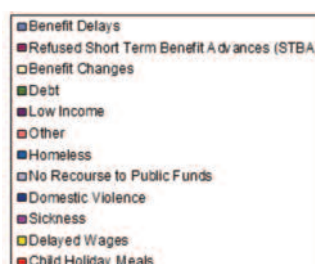 Benefit Delays
Refused Short Term Benefit Advances (STBA
Benefit Changes
Debt
Low Income
Other
Homeless
No Recourse to Public Funds
Domestic Violence
Sickness
Delayed Wages
Child Holiday Meals